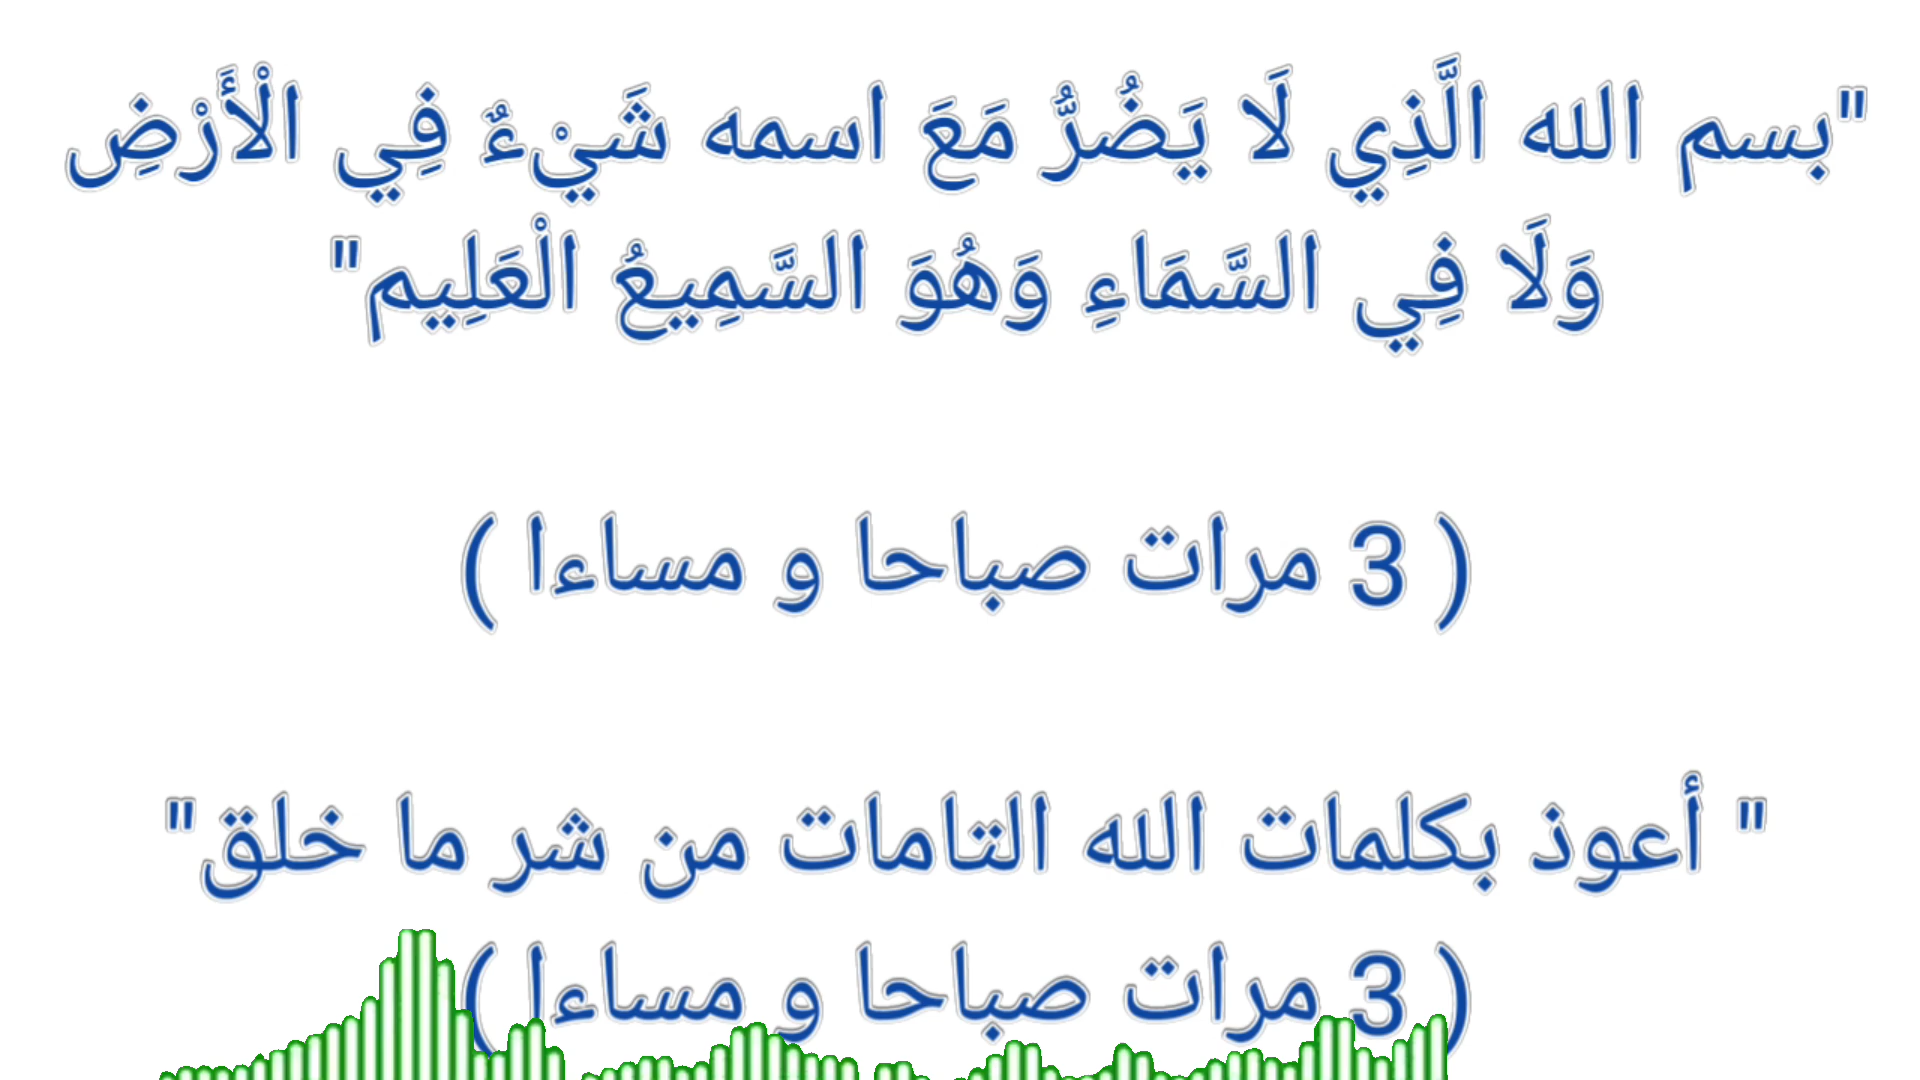 "بسم الله الَّذِي لَا يَضُرُّ مَعَ اسمه شَيْءٌ فِي الْأَرْضِ
وَلَا فِي السَّمَاءِ وَهُوَ السَّمِيعُ الْعَلِيم"
( 3 مرات صباحا و مساءا )
" أعوذ بكلمات الله التامات من شر ما خلق"
( 3 مرات صباحا و مساءا )